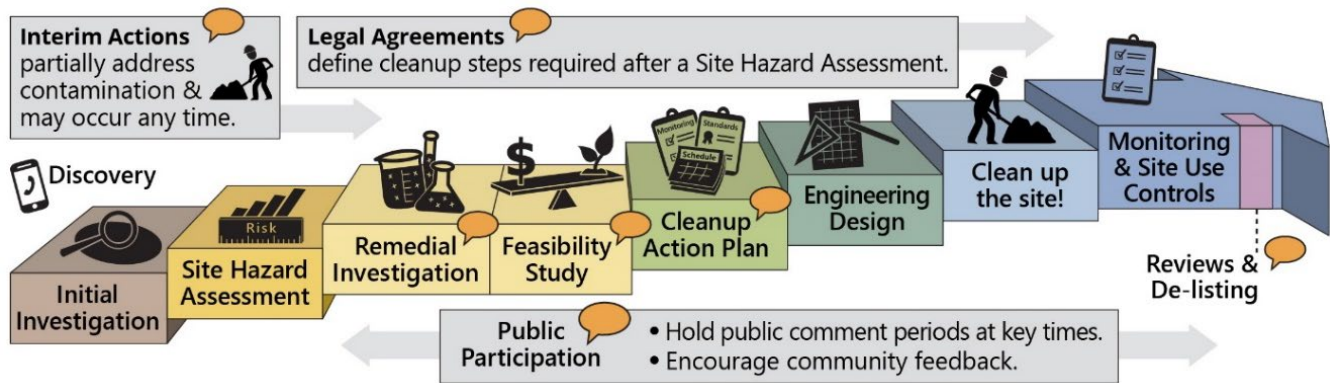 Interim Actions
partially address
contamination &
may occur any time.
Legal Agreements
define cleanup steps required after a Site Hazard Assessment.
Discovery
Initial
Investigation
Risk
Site Hazard
Assessment
Remedial
Investigation
$
Feasibility
Study
Monitoring
Standards
Schedule
Cleanup
Action Plan
Engineering
Design
Clean up
the site!
Monitoring
& Site Use
Controls
Reviews &
De-listing
Public
Participation
• Hold public comment periods at key times.
• Encourage community feedback.